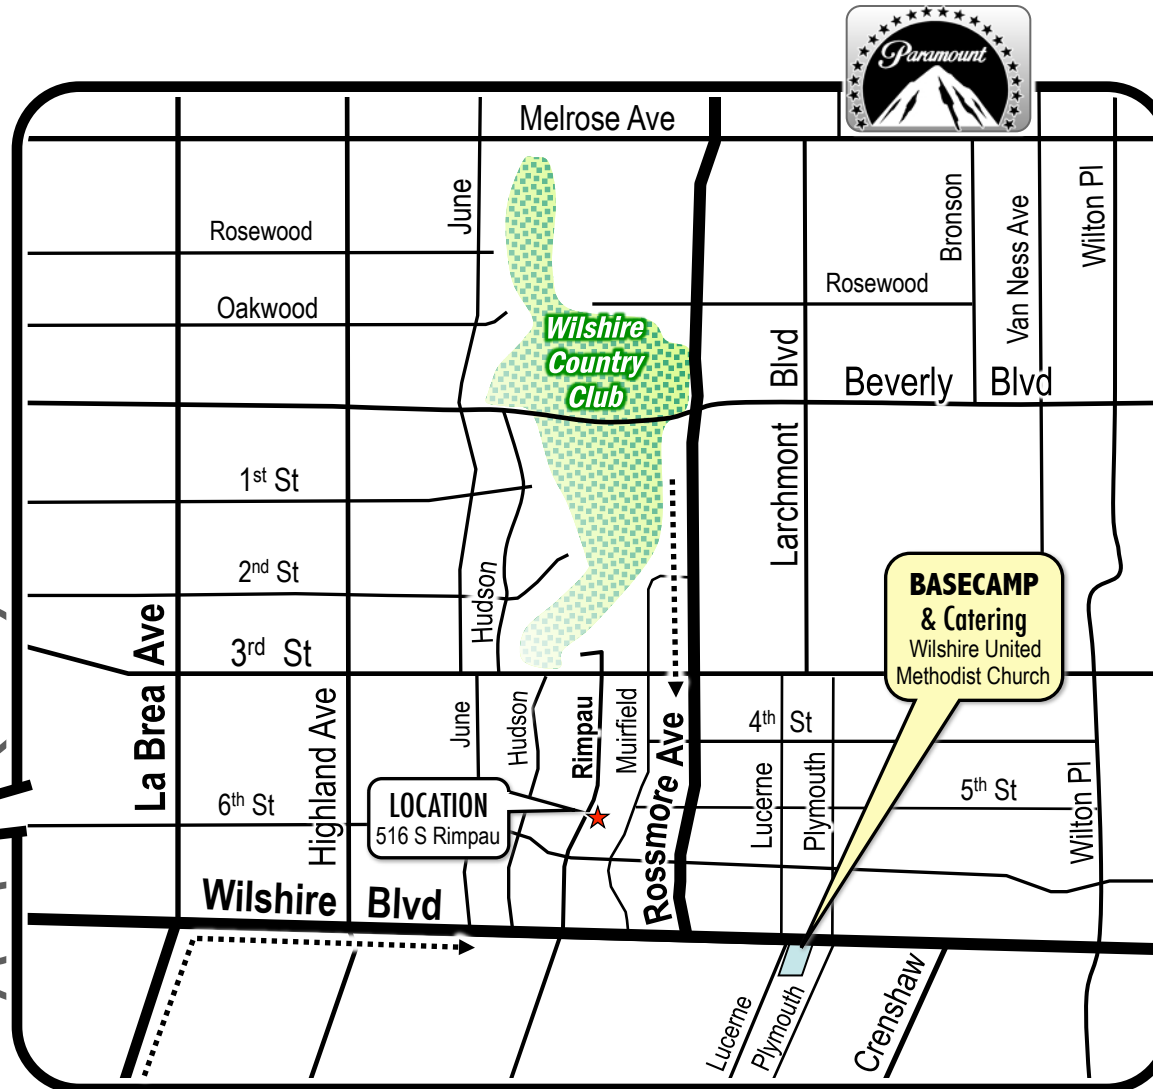 Paramount
Melrose Ave
June
Rosewood
Oakwood
Bronson
Van Ness Ave
Wilton Pl
Rosewood
Wilshire
Country
Club
Larchmont Blvd
Beverly Blvd
1st St
2nd St
Hudson
La Brea Ave
3rd St
BASECAMP
& Catering
Wilshire United
Methodist Church
Highland Ave
June
Hudson
Rimpau
Muirfield
Rossmore Ave
4th St
Lucerne
Plymouth
5th St
Wilton Pl
6th St
LOCATION
516 S Rimpau
Wilshire Blvd
Lucerne
Plymouth
Crenshaw